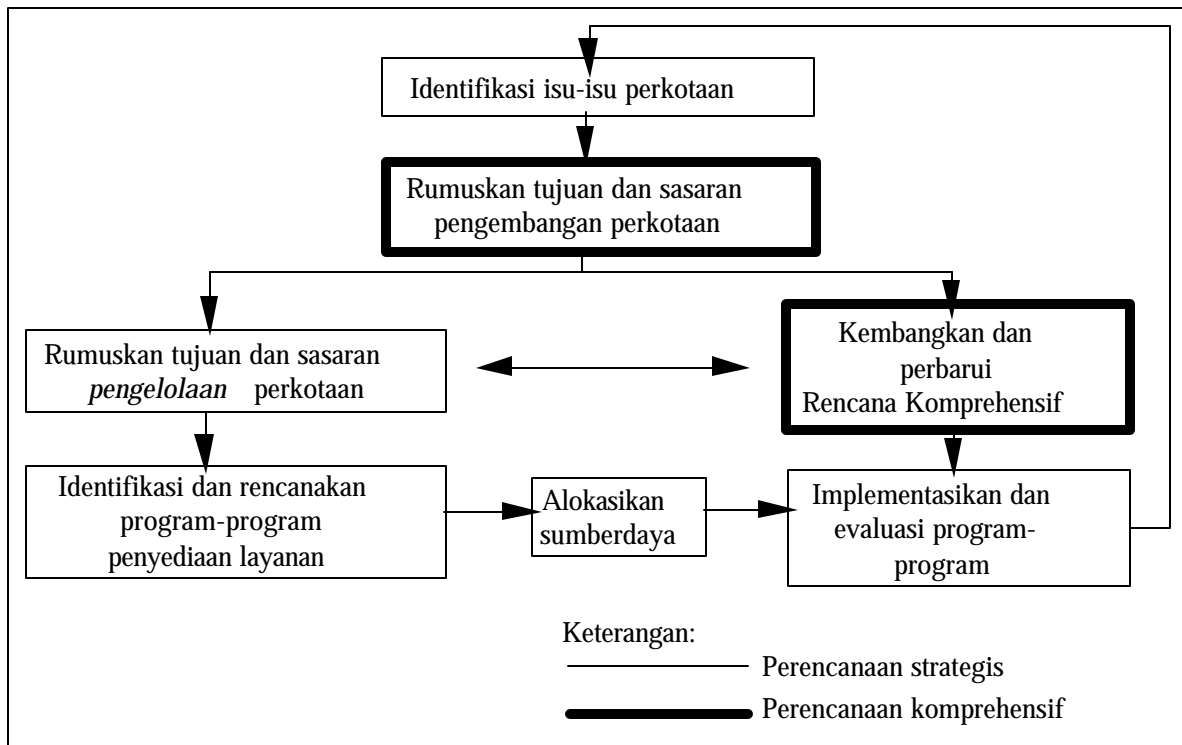 Identifikasi isu-isu perkotaan
Rumuskan tujuan dan sasaran
pengembangan perkotaan
Rumuskan tujuan dan sasaran
pengelolaan perkotaan
Kembangkan dan
perbarui
Rencana Komprehensif
Identifikasi dan rencanakan
program-program
penyediaan layanan
Alokasikan
sumberdaya
Implementasikan dan
evaluasi program-
program
Keterangan:
Perencanaan strategis
Perencanaan komprehensif